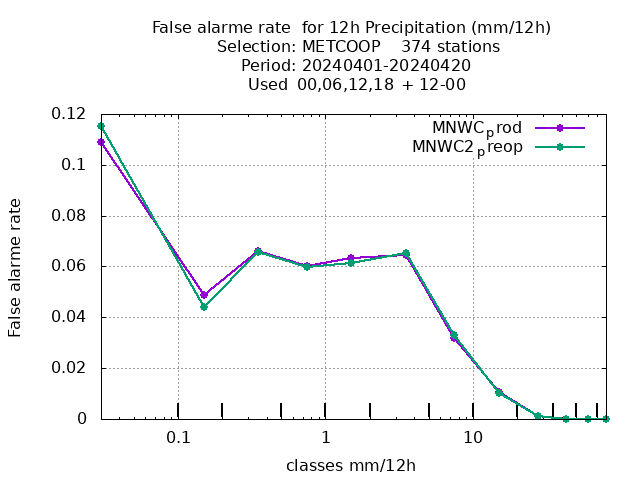 False alarme rate  for 12h Precipitation (mm/12h)
Selection: METCOOP    374 stations
Period: 20240401-20240420
Used  00,06,12,18 + 12-00
MNWC_prod
MNWC2_preop
0.12
0.1
0.08
0.06
0.04
0.02
0
False alarme rate
0.1
1
10
classes mm/12h